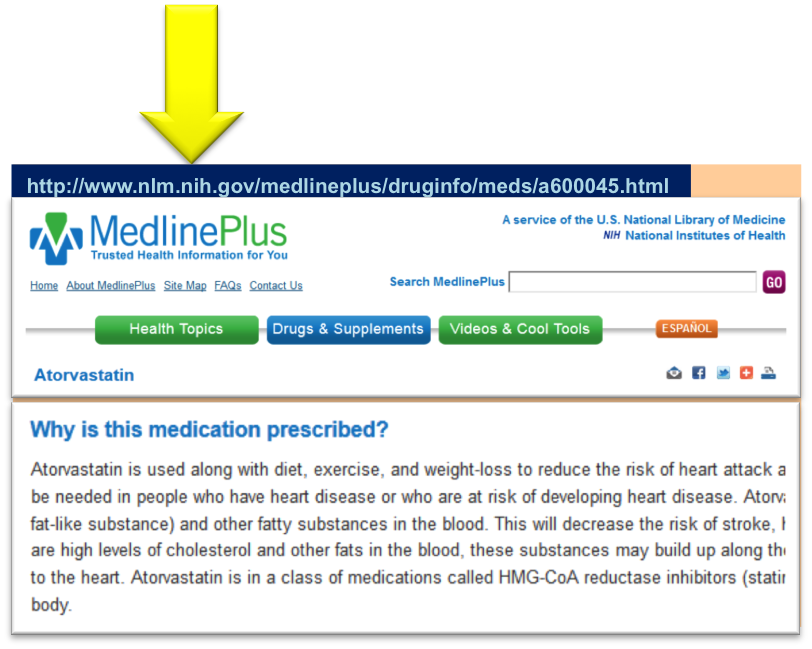 http://www.nlm.nih.gov/medlineplus/druginfo/meds/a600045.html
MedlinePlus
Trusted Health Information for You
A service of the U.S. National Library of Medicine
NIH National Institutes of Health
Home About MedlinePlus Site Map FAQs Contact Us
Search MedlinePlus GO
Health Topics Drugs & Supplements Videos & Cool Tools ESPAÑOL
Atorvastatin
Why is this medication prescribed?
Atorvastatin is used along with diet, exercise, and weight-loss to reduce the risk of heart attack a
be needed in people who have heart disease or who are at risk of developing heart disease. Atorv
fat-like substance) and other fatty substances in the blood. This will decrease the risk of stroke,
are high levels of cholesterol and other fats in the blood, these substances may build up along the
to the heart. Atorvastatin is in a class of medications called HMG-CoA reductase inhibitors (statin
body.